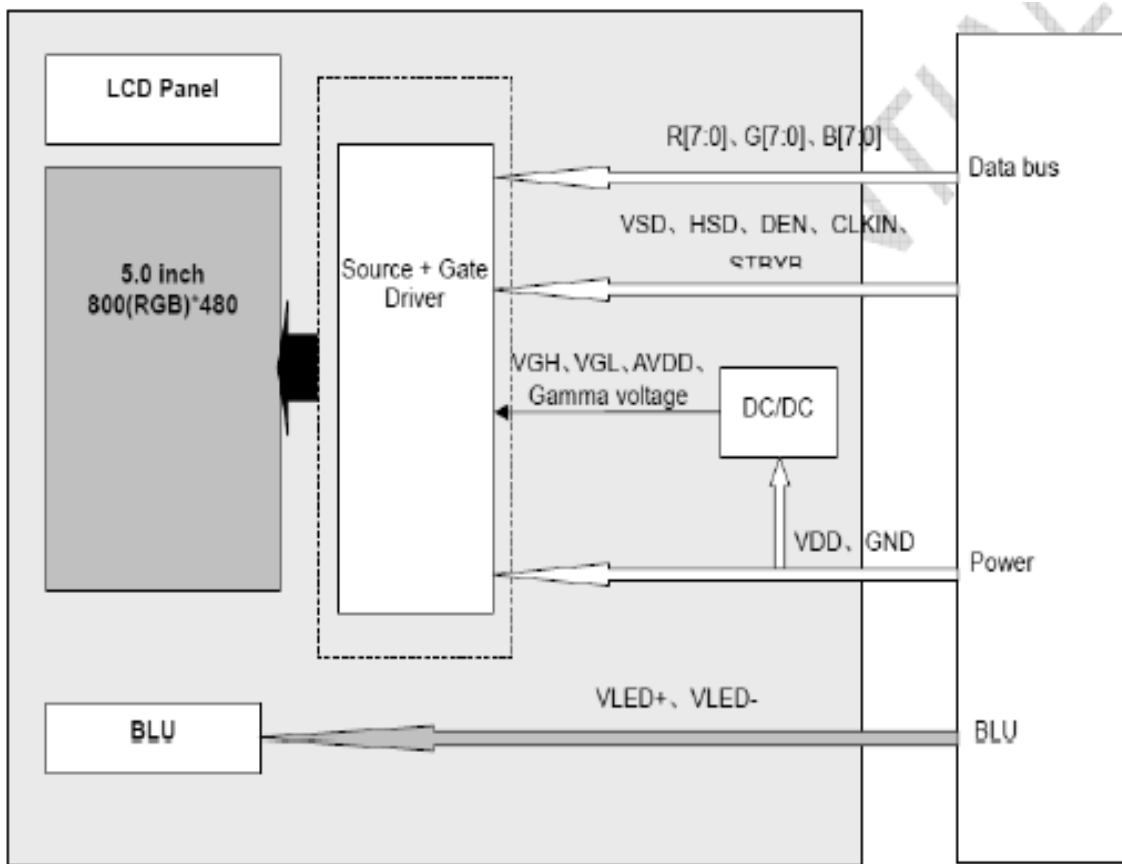 LCD Panel
R[7:0]、G[7:0]、B[7:0]
Data bus
VSD、HSD、DEN、CLKIN、
5.0 inch
800(RGB)*480
Source + Gate
Driver
VGH、VGL、AVDD、
Gamma voltage
DC/DC
VDD、GND
Power
VLED+、VLED-
BLU
BLU